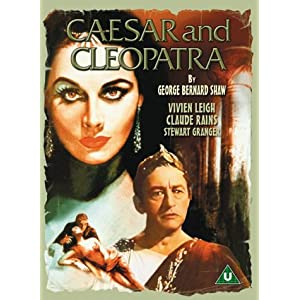 CAESAR and
CLEOPATRA
By
GEORGE BERNARD SHAW
VIVIEN LEIGH
CLAUDE RAINS
STEWART GRANGER
U